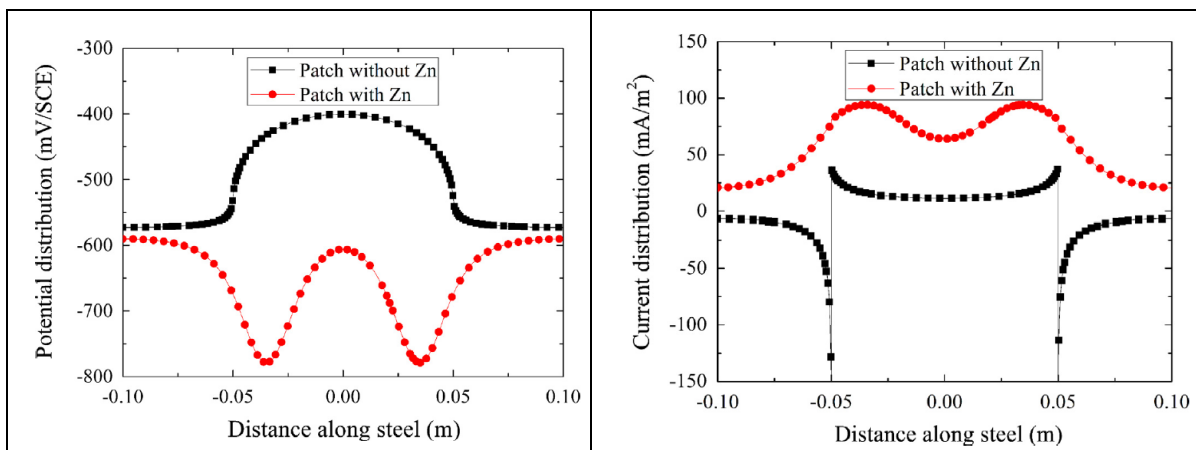 -300
-400
-500
-600
-700
-800
Potential distribution (mV/SCE)
Patch without Zn
Patch with Zn
-0.10
-0.05
0.00
0.05
0.10
Distance along steel (m)
150
100
50
0
-50
-100
-150
Current distribution (mA/m²)
Patch without Zn
Patch with Zn
-0.10
-0.05
0.00
0.05
0.10
Distance along steel (m)